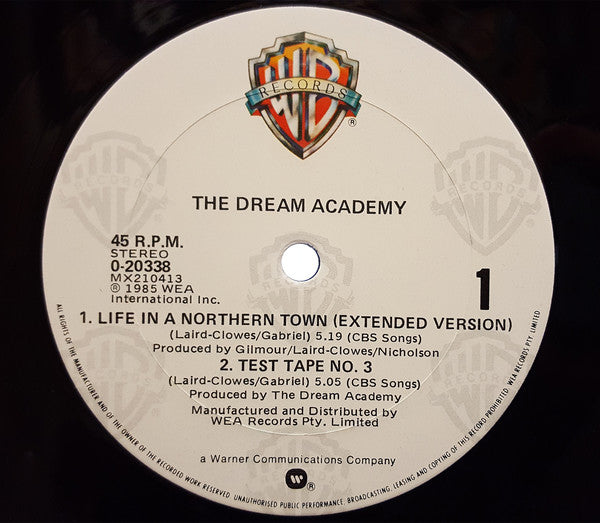 WB
RECORDS
®
THE DREAM ACADEMY
45 R.P.M.
STEREO
0-20338
MX210413
℗ 1985 WEA
International Inc.
1
1. LIFE IN A NORTHERN TOWN (EXTENDED VERSION)
(Laird-Clowes/Gabriel) 5.19 (CBS Songs)
Produced by Gilmour/Laird-Clowes/Nicholson
2. TEST TAPE NO. 3
(Laird-Clowes/Gabriel) 5.05 (CBS Songs)
Produced by The Dream Academy
Manufactured and Distributed by
WEA Records Pty. Limited
a Warner Communications Company
®
ALL RIGHTS OF THE MANUFACTURER AND OF THE OWNER OF THE RECORDED WORK RESERVED. UNAUTHORISED PUBLIC PERFORMANCE, BROADCASTING, LEASING AND COPYING OF THIS RECORD PROHIBITED. WEA RECORDS PTY. LIMITED